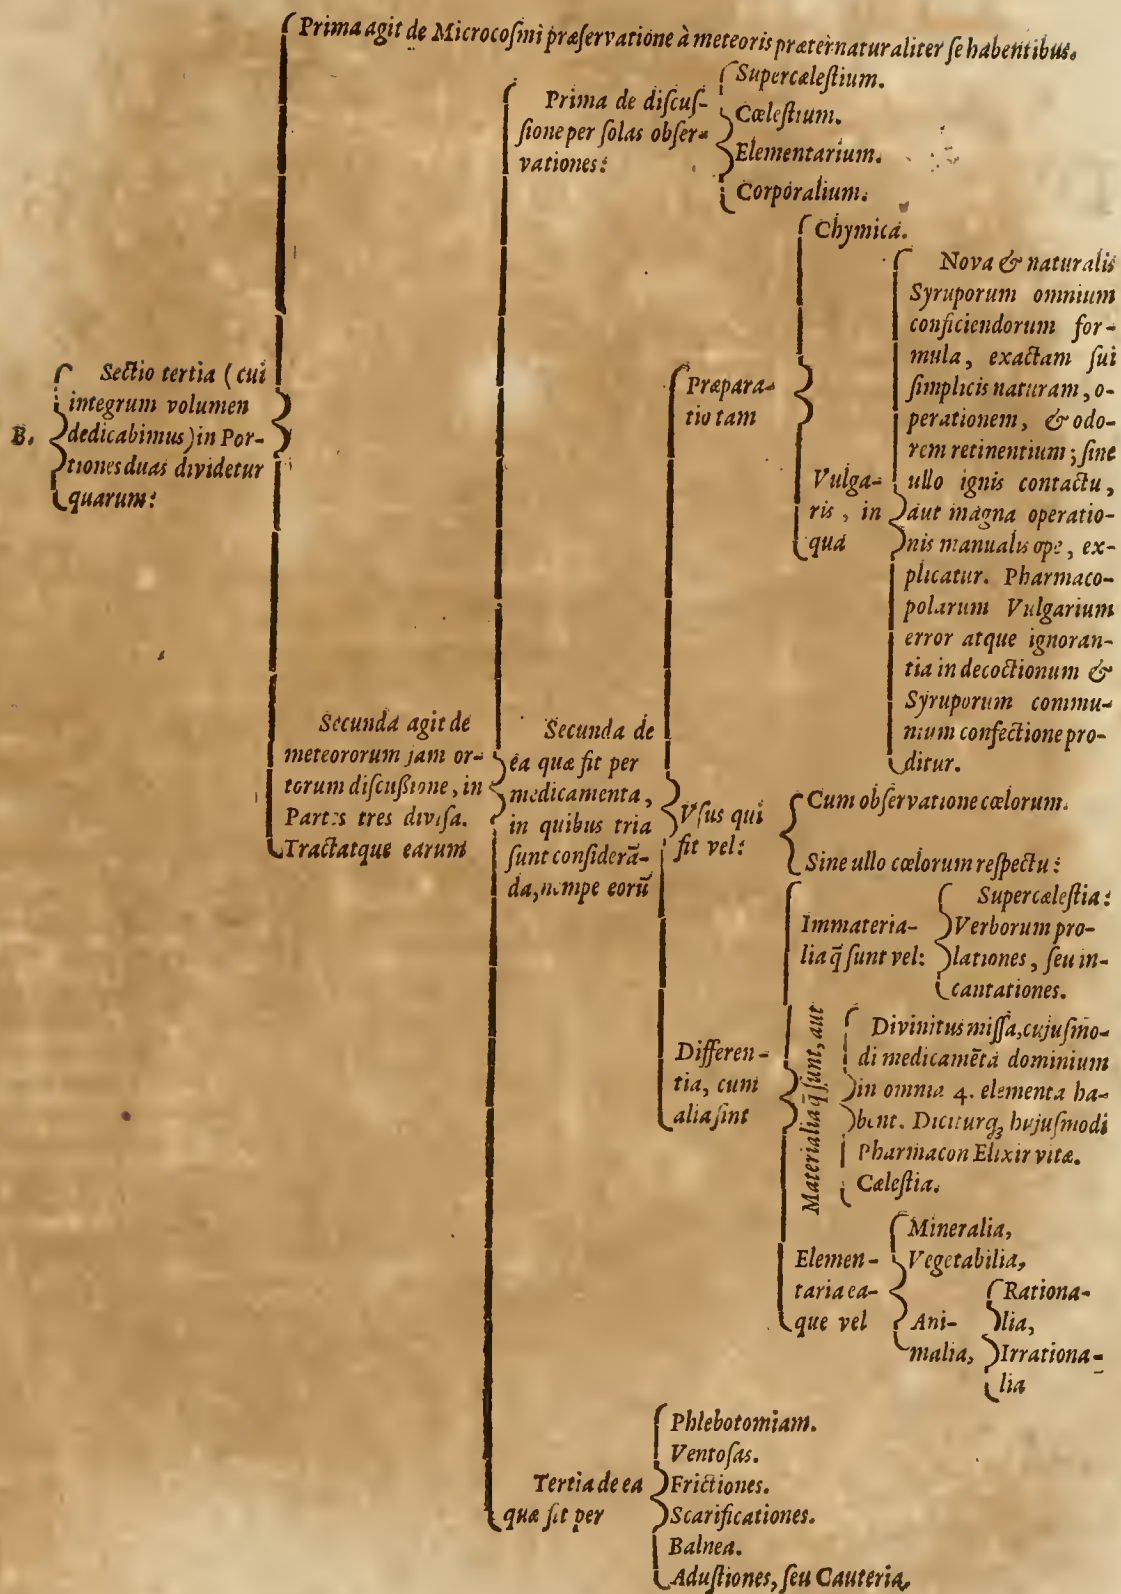 Prima agit de Microcoſmi præſervatione à meteoris præternaturaliter ſe habentibus.
B.
Sectio tertia (cui
integrum volumen
dedicabimus) in Por-
tiones duas dividetur
quarum:
Prima de diſcuſ-
ſione per ſolas obſer-
vationes:
Supercæleſtium.
Cœleſtium.
Elementarium.
Corporalium.
Secunda agit de
meteororum jam or-
torum diſcuſsione, in
Partes tres diviſa.
Tractatque earum
Secunda de
ea quæ fit per
medicamenta,
in quibus tria
ſunt conſiderā-
da, nempe eorū
Præpara-
tio tam
Chymica.
Vulga-
ris, in
qua
Nova & naturalis
Syruporum omnium
conficiendorum for-
mula, exactam ſui
ſimplicis naturam, o-
perationem, & odo-
rem retinentium; ſine
ullo ignis contactu,
aut magna operatio-
nis manualis ope, ex-
plicatur. Pharmaco-
polarum Vulgarium
error atque ignoran-
tia in decoctionum &
Syruporum commu-
nium confectione pro-
ditur.
Vſus qui
fit vel:
Cum obſervatione cœlorum.
Sine ullo cœlorum reſpectu:
Differen-
tia, cum
alia ſint
Immateria-
lia q̄ ſunt vel:
Supercæleſtia:
Verborum pro-
lationes, ſeu in-
cantationes.
Materialia q̄ ſunt, aut
Divinitus miſſa, cujuſmo-
di medicamēta dominium
in omnia 4. elementa ha-
bent. Diciturq; hujuſmodi
Pharmacon Elixir vitæ.
Cæleſtia.
Elemen-
taria ea-
que vel
Mineralia,
Vegetabilia,
Ani-
malia,
Rationa-
lia,
Irrationa-
lia
Tertia de ea
quæ fit per
Phlebotomiam.
Ventoſas.
Frictiones.
Scarificationes.
Balnea.
Aduſtiones, ſeu Cauteria,